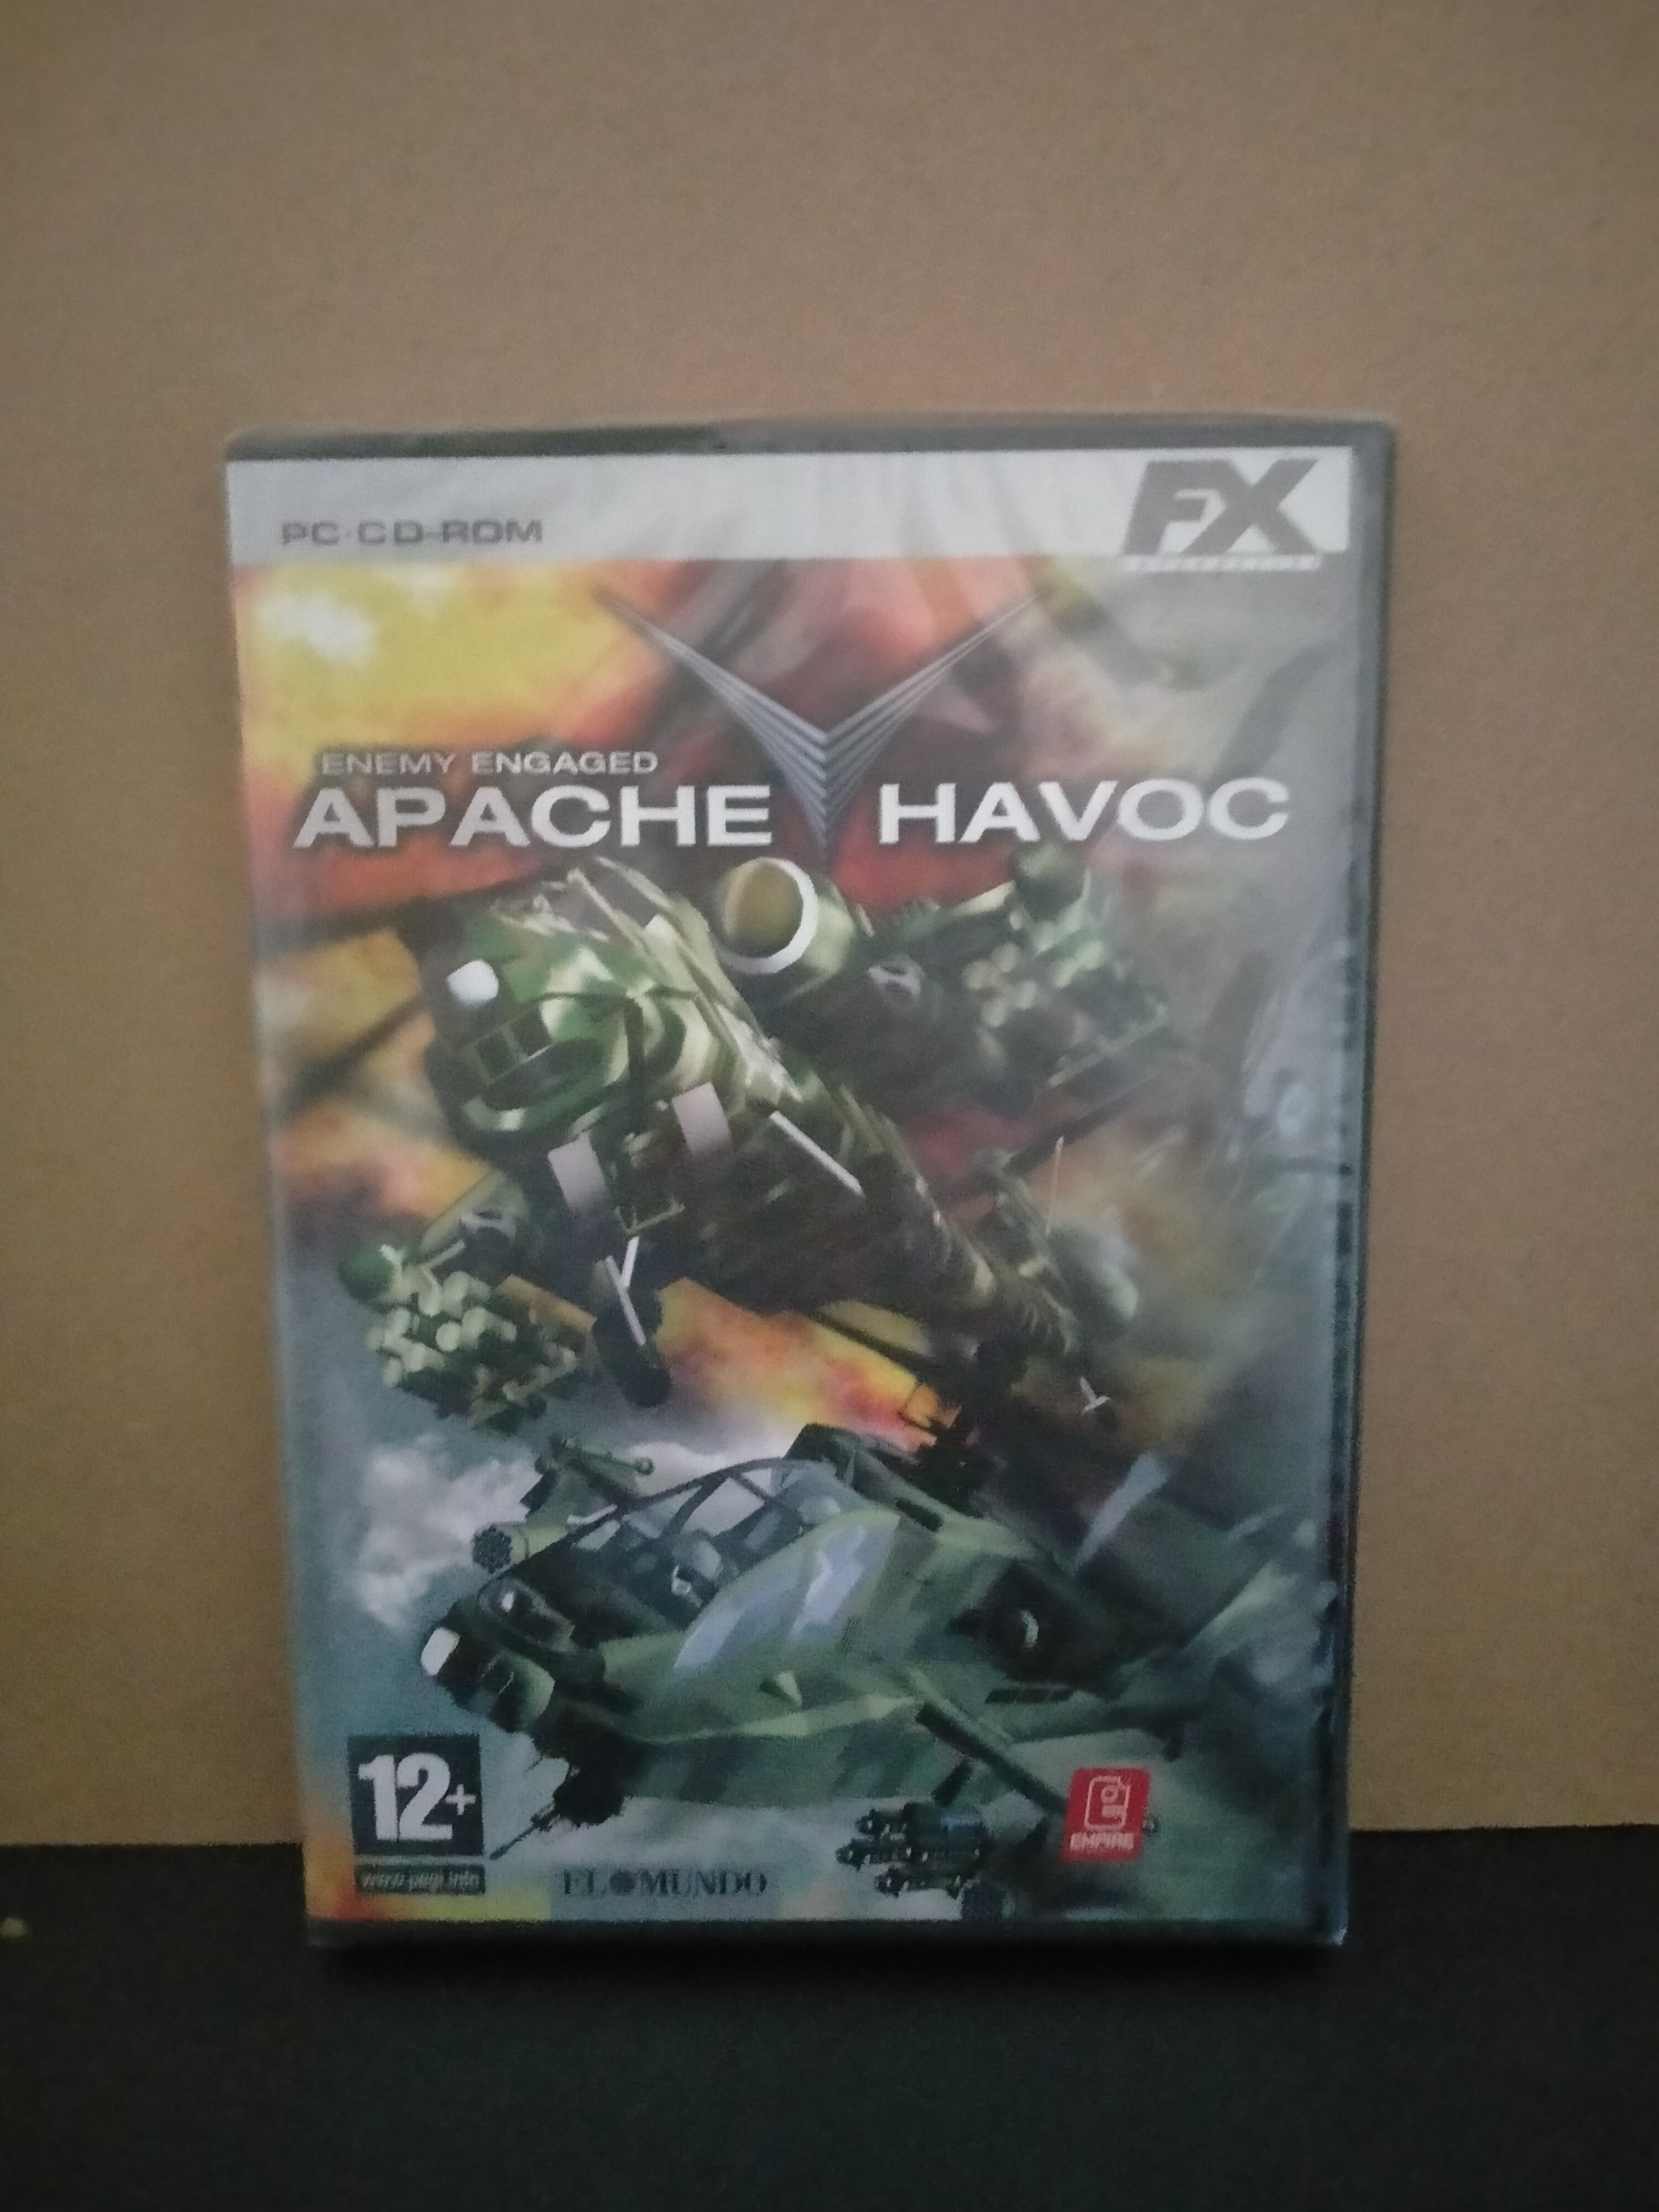 PC·CD-ROM
FX
ENEMY ENGAGED
APACHE HAVOC
12+
www.pegi.info
EL MUNDO
EMPIRE